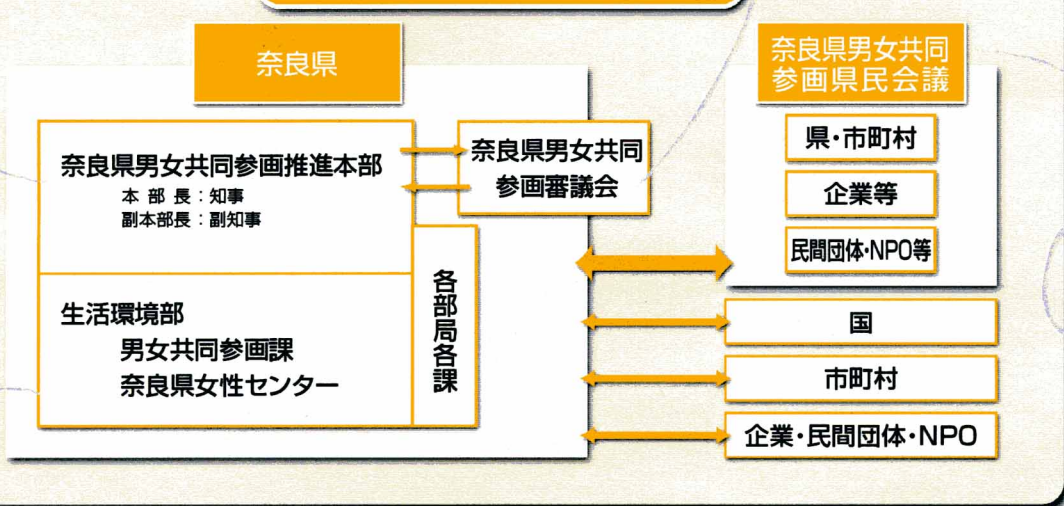 奈良県
奈良県男女共同参画推進本部
本部長：知事
副本部長：副知事
生活環境部
男女共同参画課
奈良県女性センター
各部局各課
奈良県男女共同
参画審議会
奈良県男女共同
参画県民会議
県・市町村
企業等
民間団体・NPO等
国
市町村
企業・民間団体・NPO